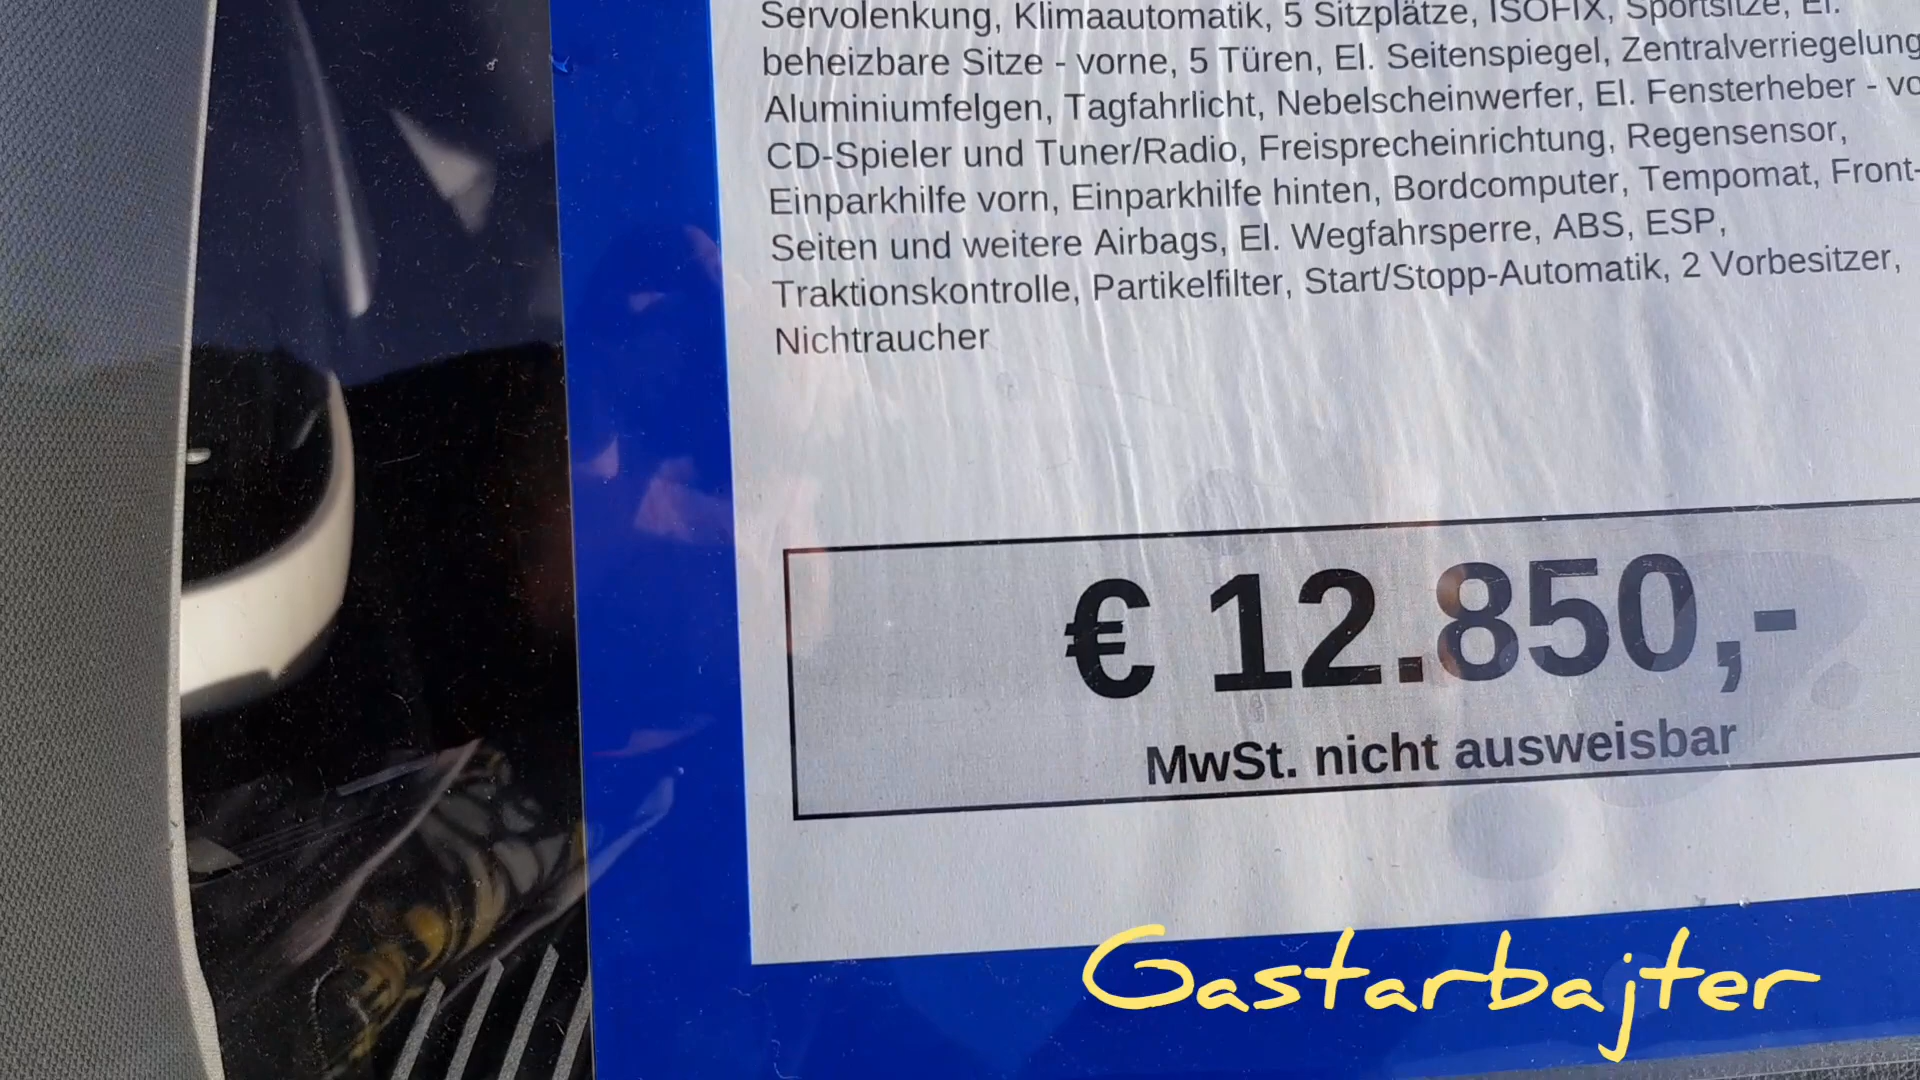 Servolenkung, Klimaautomatik, 5 Sitzplätze, ISOFIX, Sportsitze, El.
beheizbare Sitze - vorne, 5 Türen, El. Seitenspiegel, Zentralverriegelung
Aluminiumfelgen, Tagfahrlicht, Nebelscheinwerfer, El. Fensterheber - vo
CD-Spieler und Tuner/Radio, Freisprecheinrichtung, Regensensor,
Einparkhilfe vorn, Einparkhilfe hinten, Bordcomputer, Tempomat, Front-
Seiten und weitere Airbags, El. Wegfahrsperre, ABS, ESP,
Traktionskontrolle, Partikelfilter, Start/Stopp-Automatik, 2 Vorbesitzer,
Nichtraucher
€ 12.850,-
MwSt. nicht ausweisbar
Gastarbajter